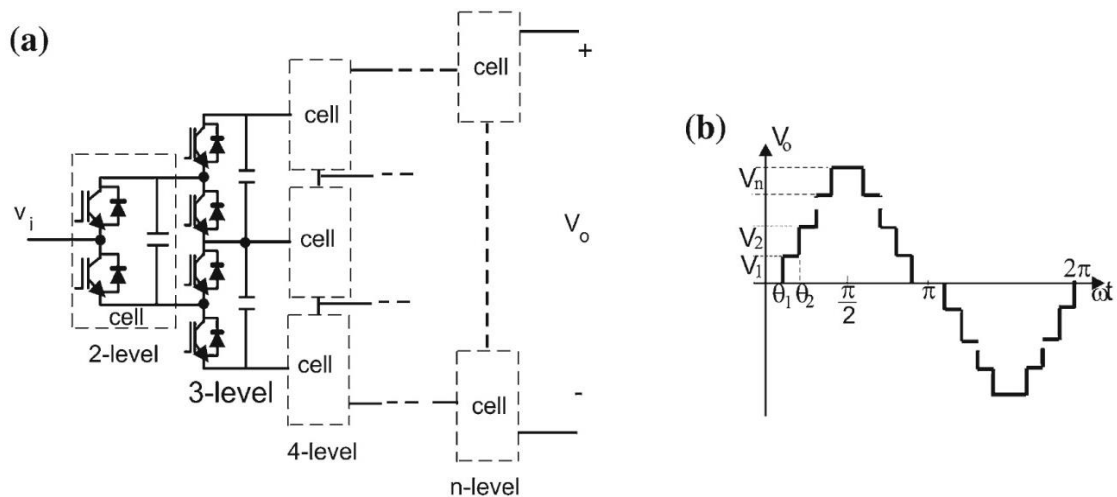 (a)
v_i
cell
2-level
3-level
cell
cell
cell
4-level
cell
cell
n-level
+
V_o
-
(b)
V_o
V_n
V_2
V_1
θ_1 θ_2 π/2 π 2π
ωt